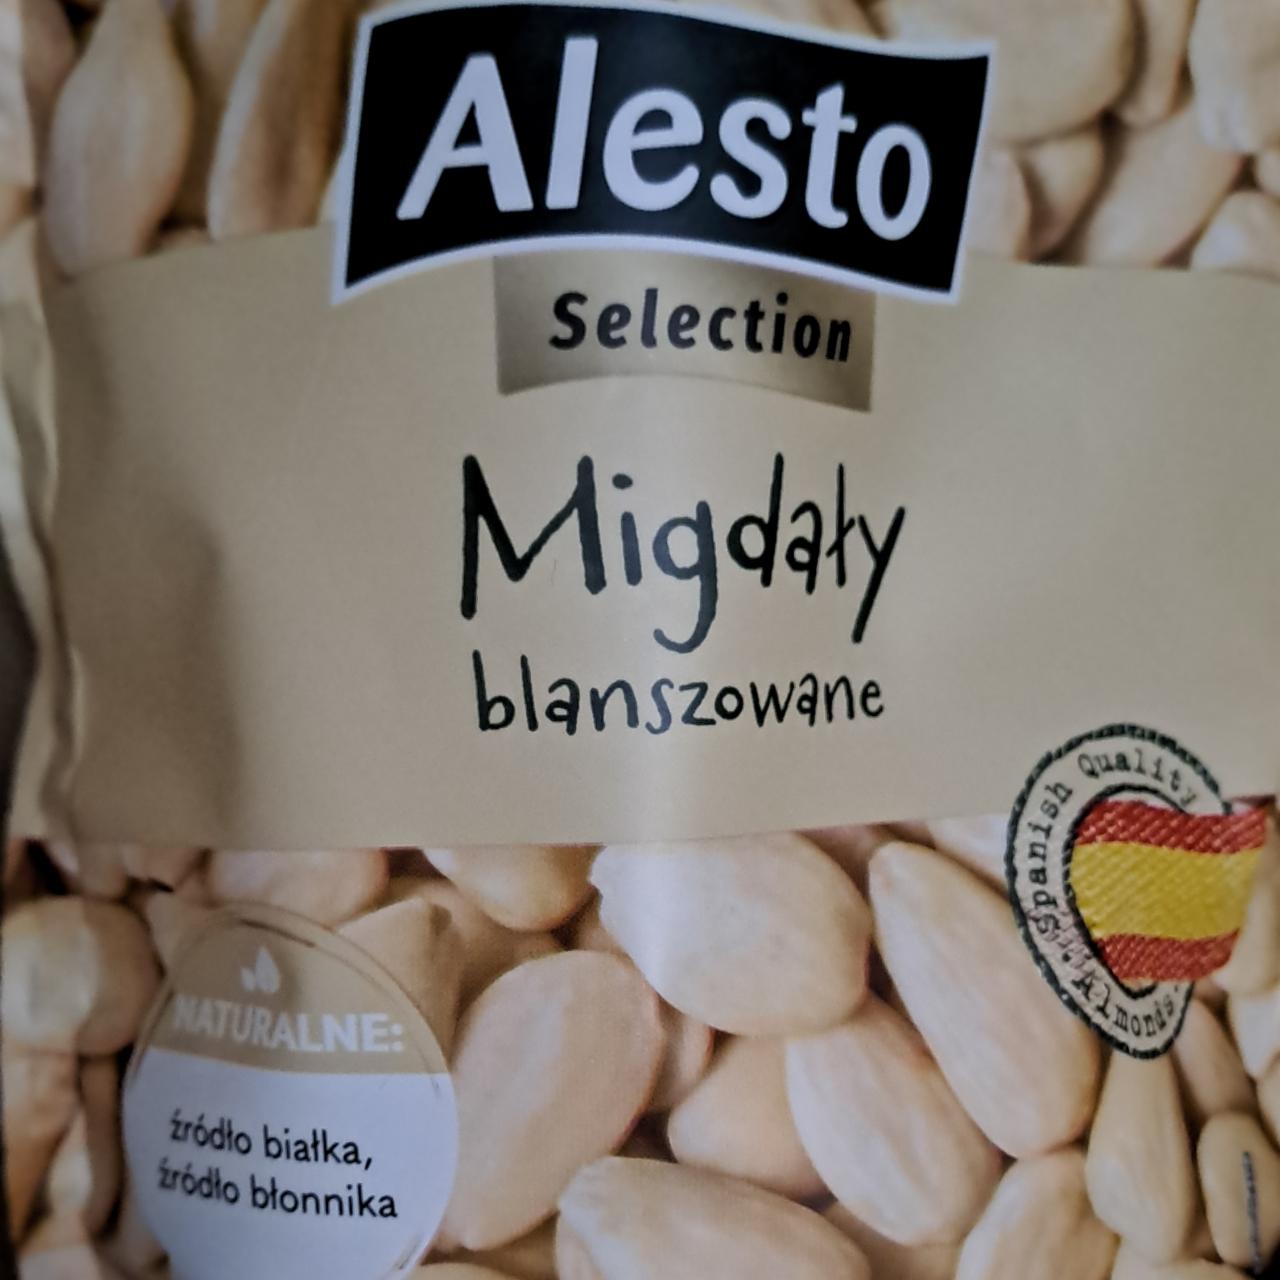 Alesto
Selection
Migdały
blanszowane
Spanish Quality
Almonds
NATURALNE:
źródło białka,
źródło błonnika